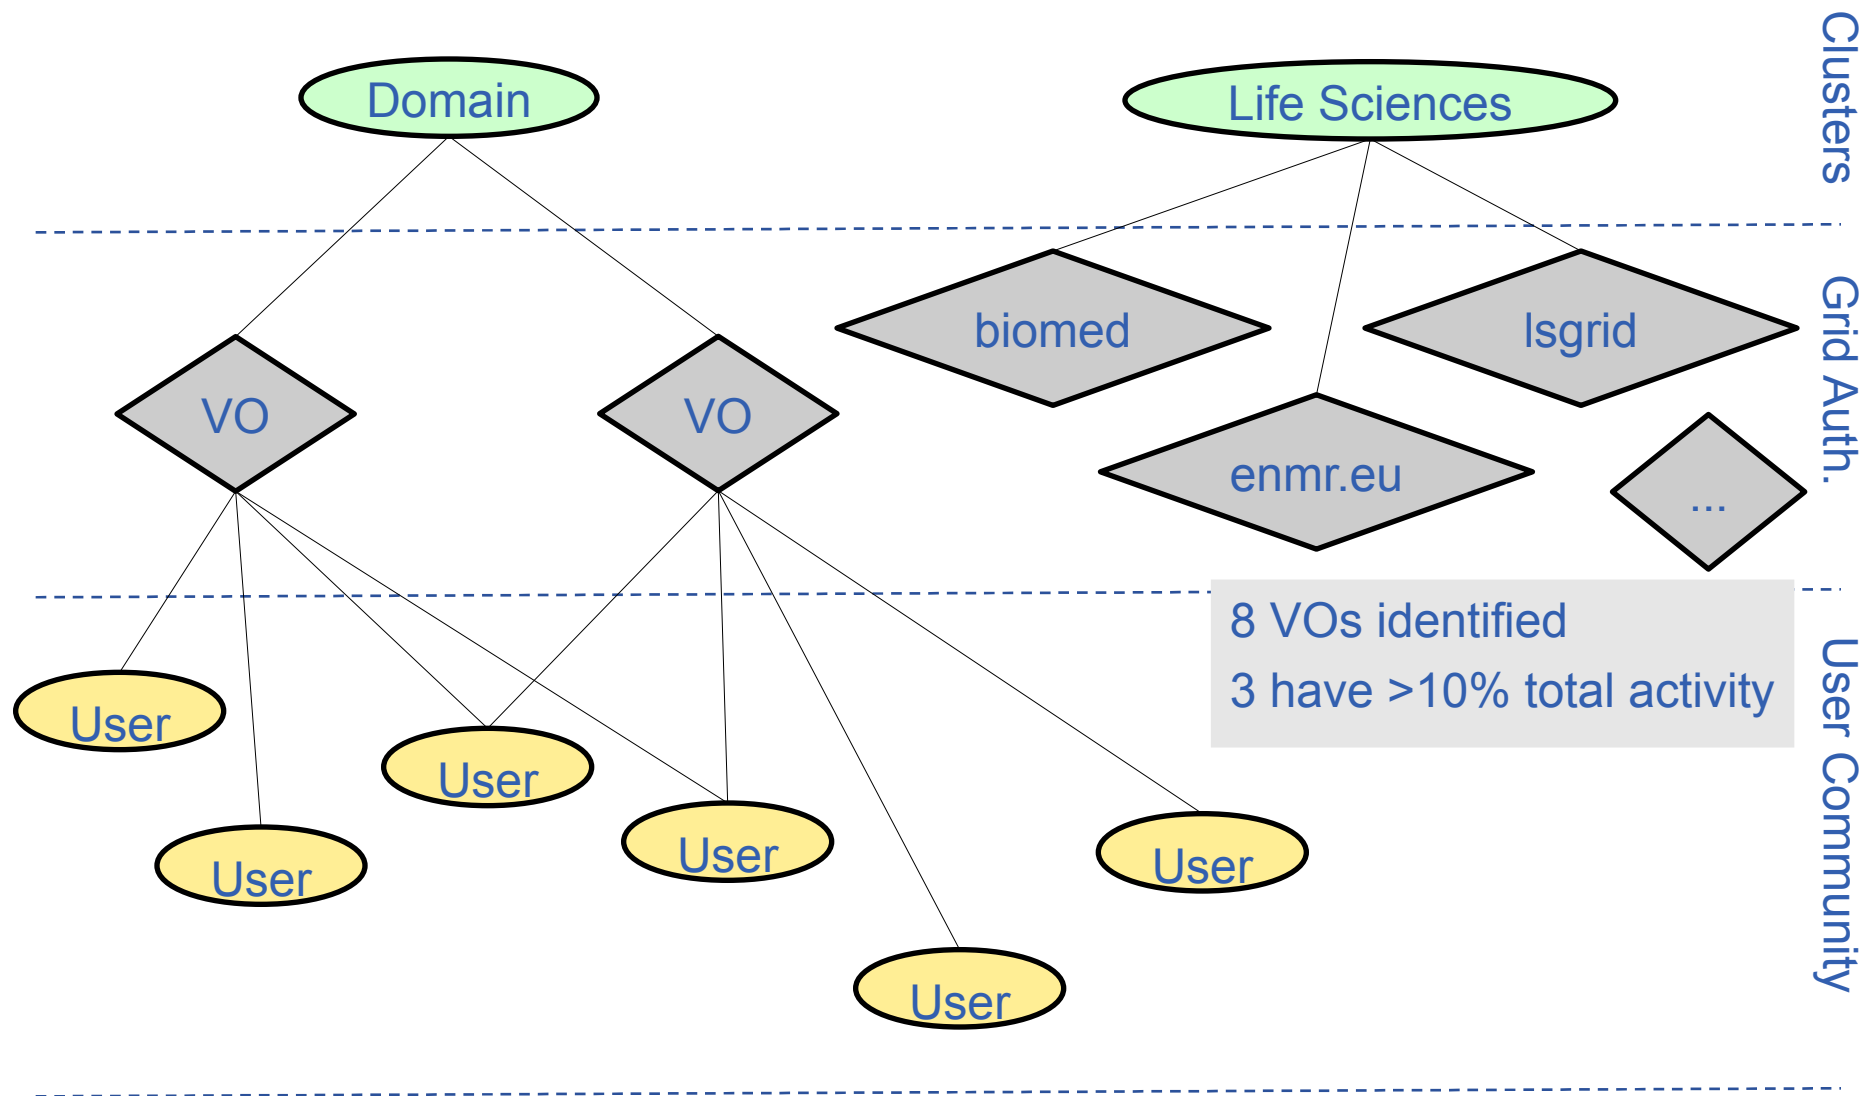 Domain
Life Sciences
Clusters
biomed
lsgrid
VO
VO
enmr.eu
...
Grid Auth.
8 VOs identified
3 have >10% total activity
User
User
User
User
User
User
User Community